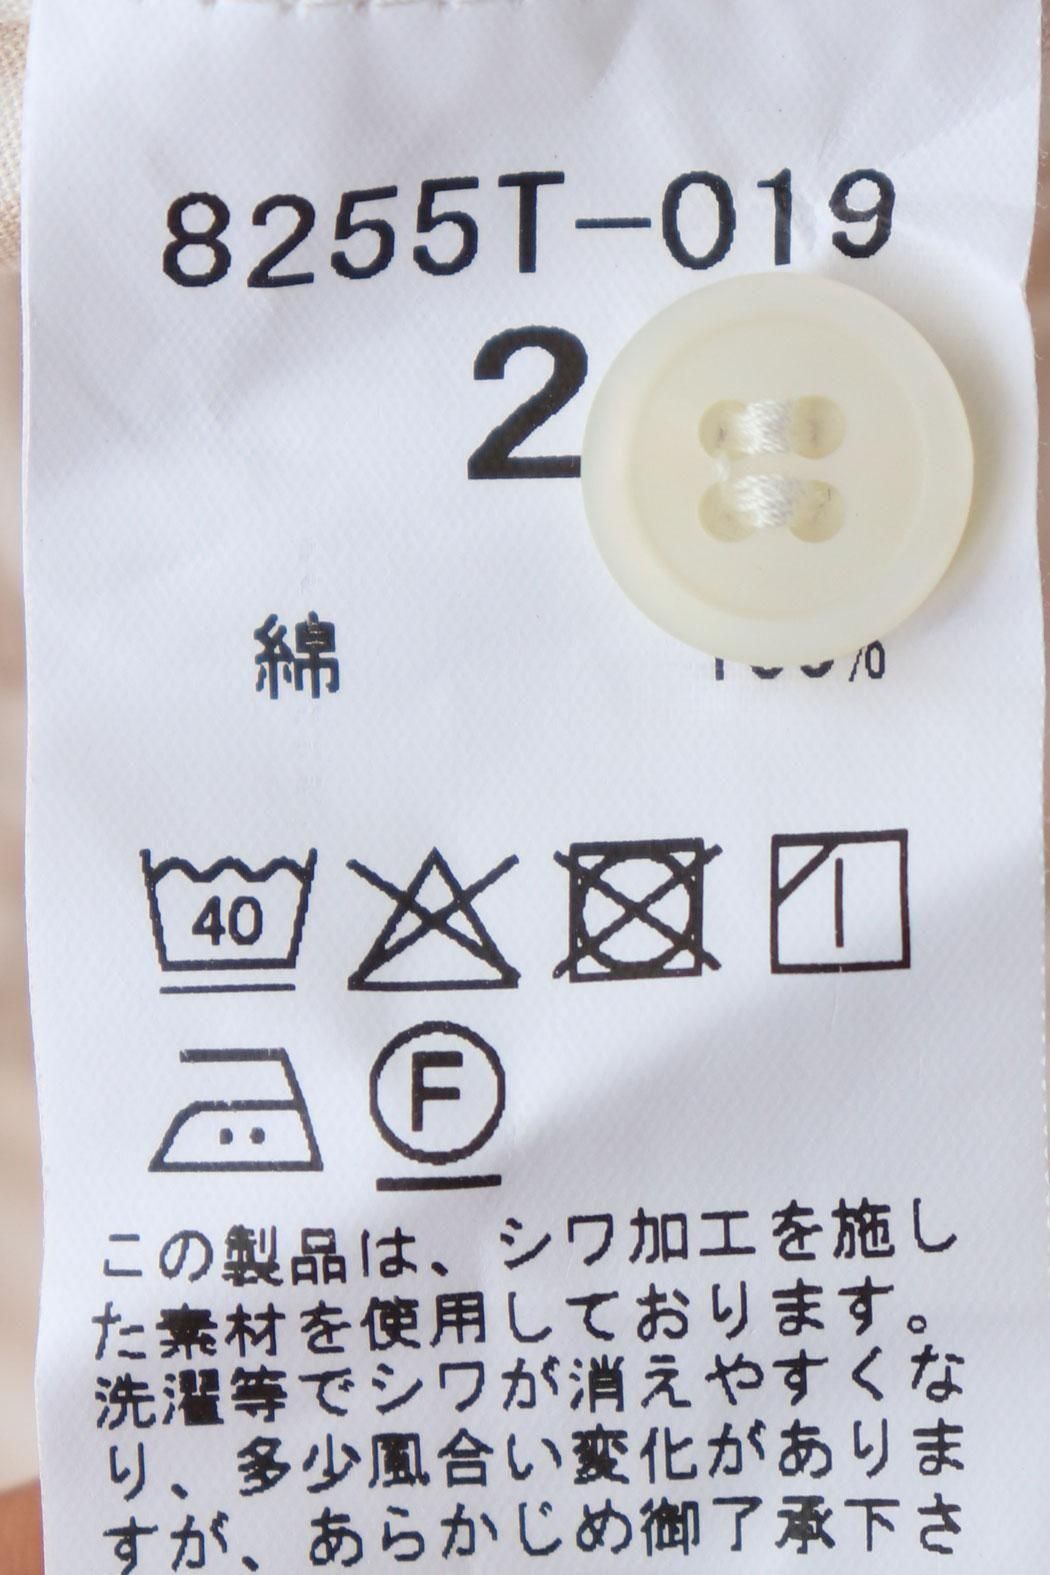 8255T-019
2
綿 100%
40
F
この製品は、シワ加工を施し
た素材を使用しております。
洗濯等でシワが消えやすくな
り、多少風合い変化がありま
すが、あらかじめ御了承下さ